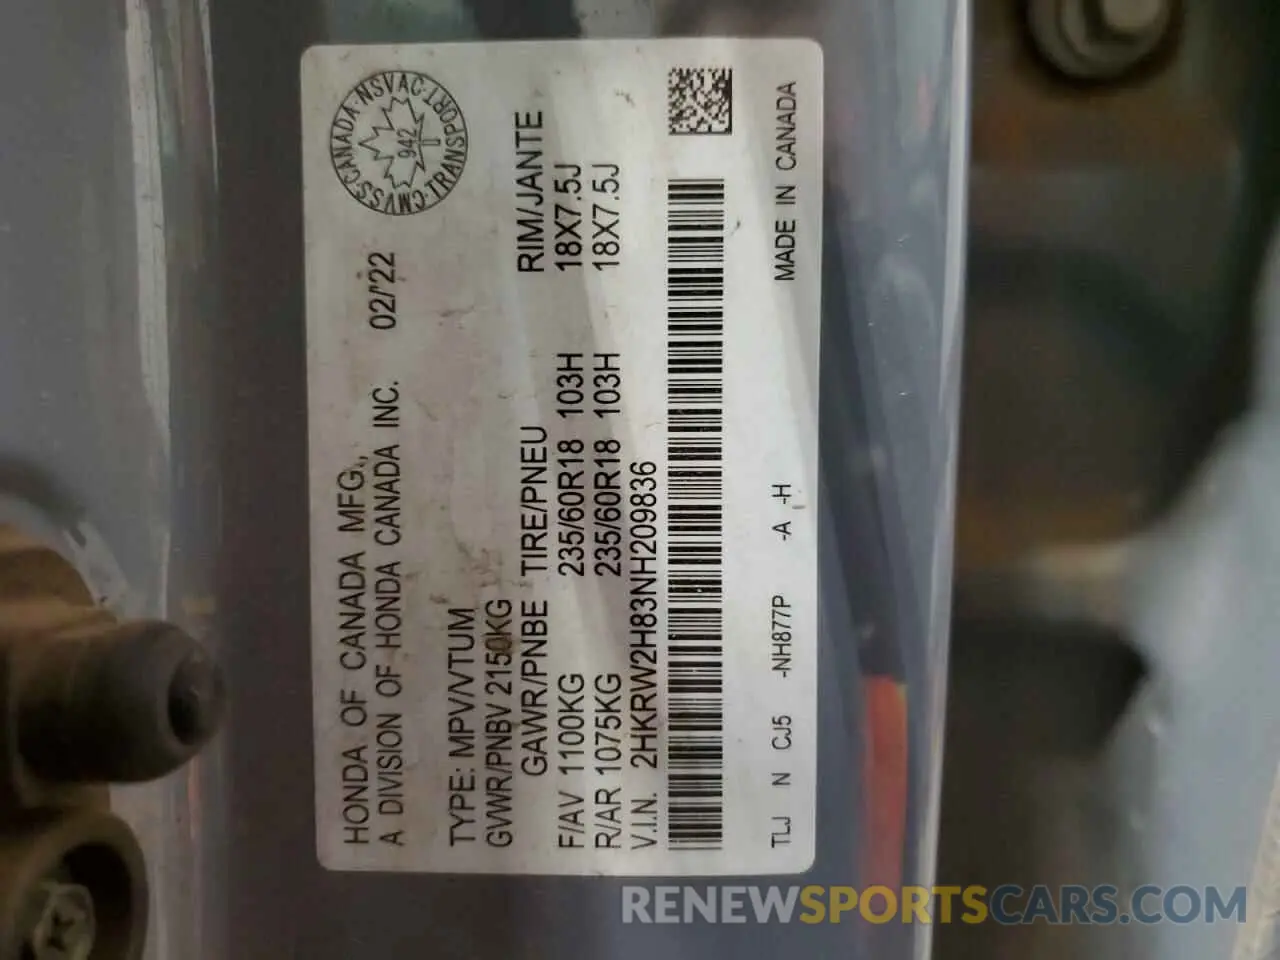 HONDA OF CANADA MFG.,
A DIVISION OF HONDA CANADA INC. 02/'22
CMVSS·CANADA·NSVAC·TRANSPORT
942
TYPE: MPV/VTUM
GVWR/PNBV 2150KG
GAWR/PNBE TIRE/PNEU RIM/JANTE
F/AV 1100KG 235/60R18 103H 18X7.5J
R/AR 1075KG 235/60R18 103H 18X7.5J
V.I.N. 2HKRW2H83NH209836
TLJ N CJ5 -NH877P -A -H MADE IN CANADA
RENEWSPORTSCARS.COM